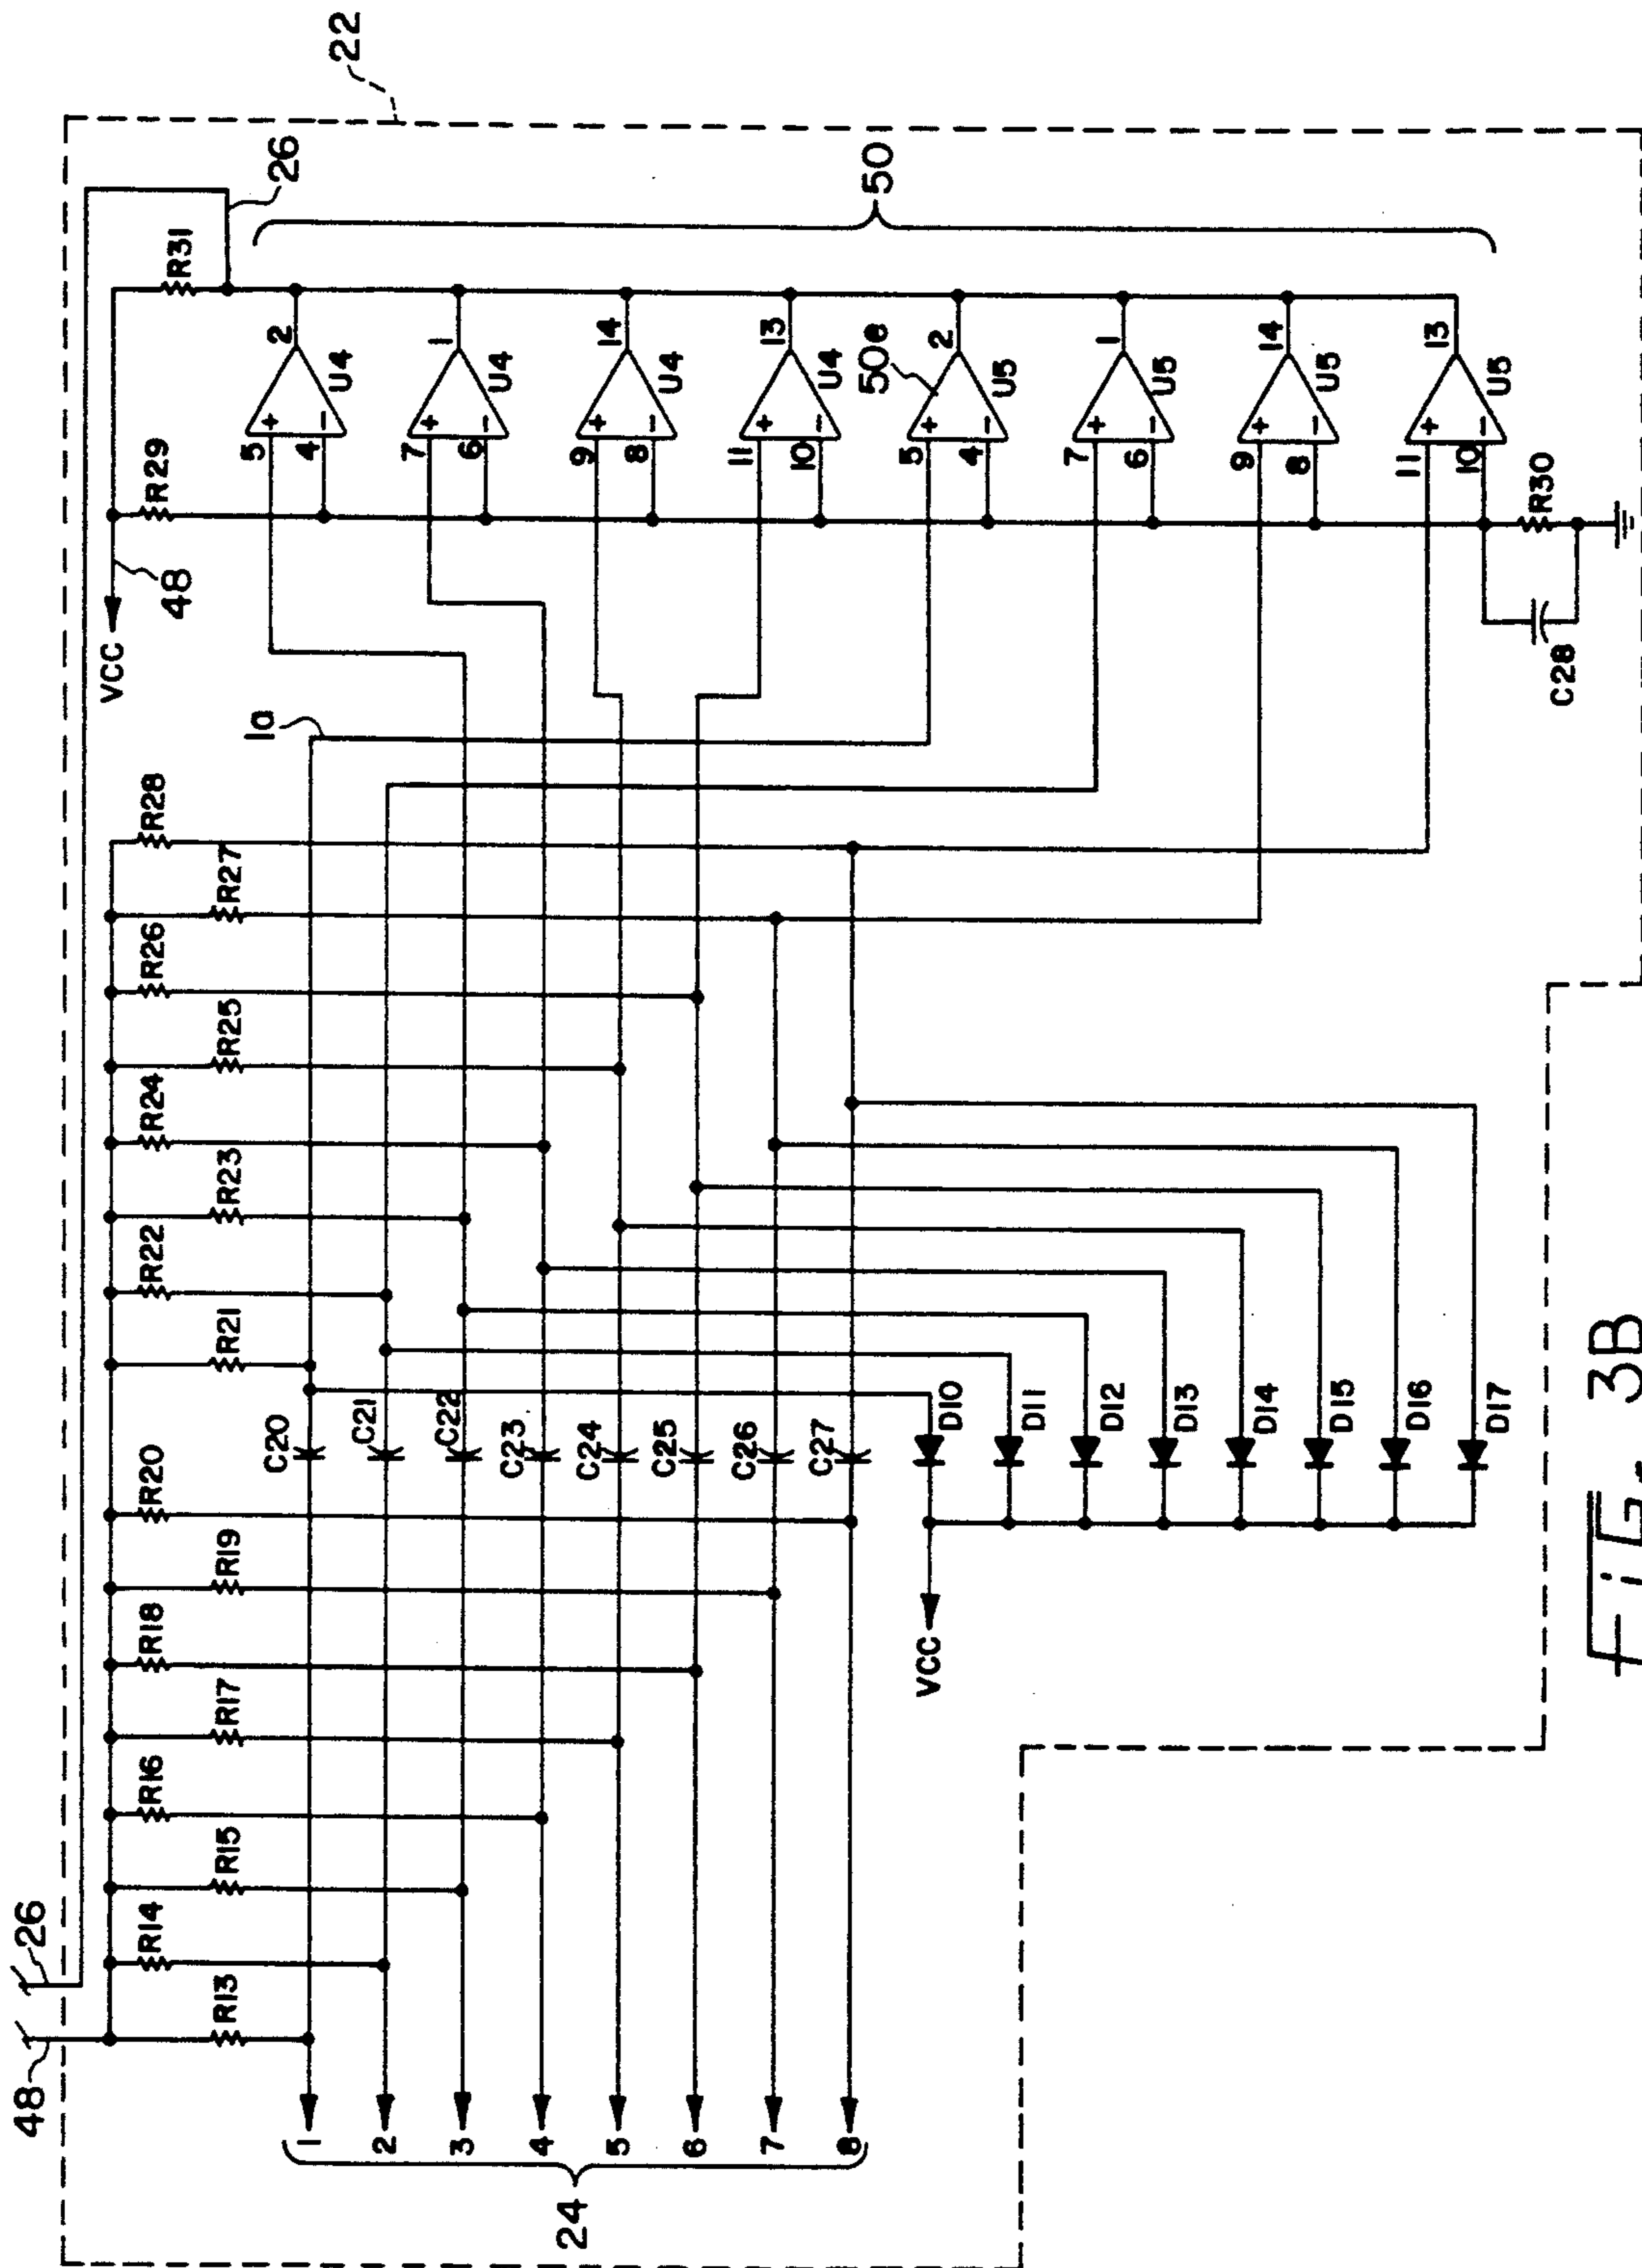 48
26
22
26
R13
R14
R15
R16
R17
R18
R19
R20
R21
R22
R23
R24
R25
R26
R27
R28
VCC
48
R29
R31
1a
24
1
2
3
4
5
6
7
8
C20
C21
C22
C23
C24
C25
C26
C27
VCC
D10
D11
D12
D13
D14
D15
D16
D17
5
+
4
-
2
U4
7
+
6
-
1
U4
9
+
8
-
14
U4
11
+
10
-
13
U4
50e
5
+
4
-
2
U5
7
+
6
-
1
U5
9
+
8
-
14
U5
11
+
10
-
13
U5
50
R30
C28
FIG. 3B